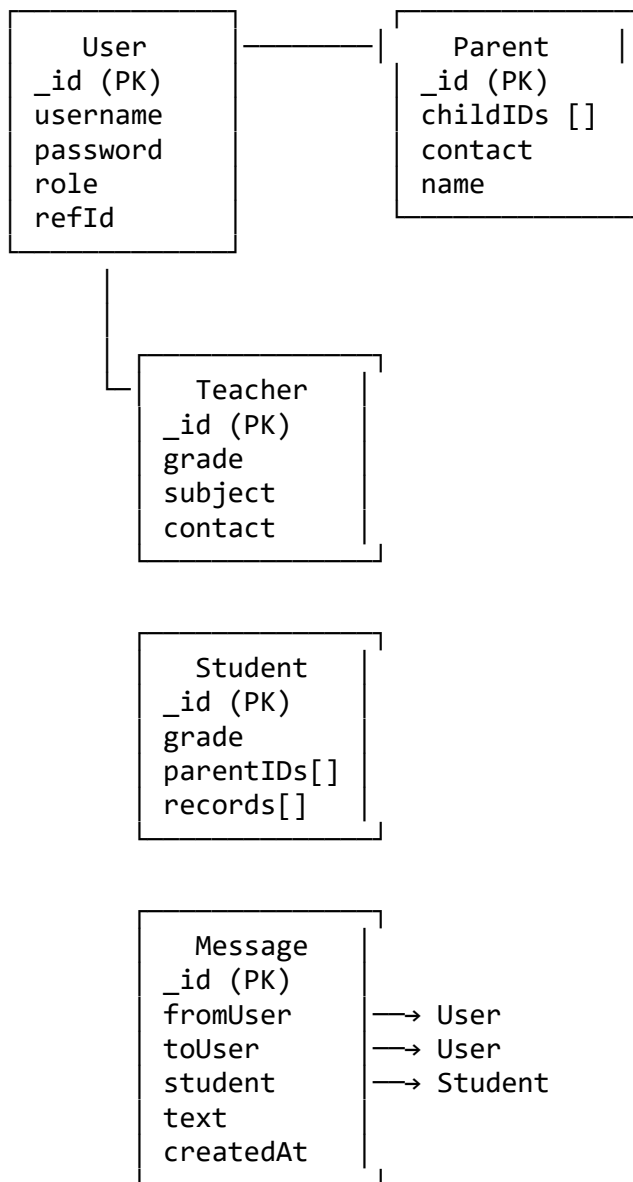 User
_id (PK)
username
password
role
refId
Parent
_id (PK)
childIDs []
contact
name
Teacher
_id (PK)
grade
subject
contact
Student
_id (PK)
grade
parentIDs[]
records[]
Message
_id (PK)
fromUser → User
toUser → User
student → Student
text
createdAt